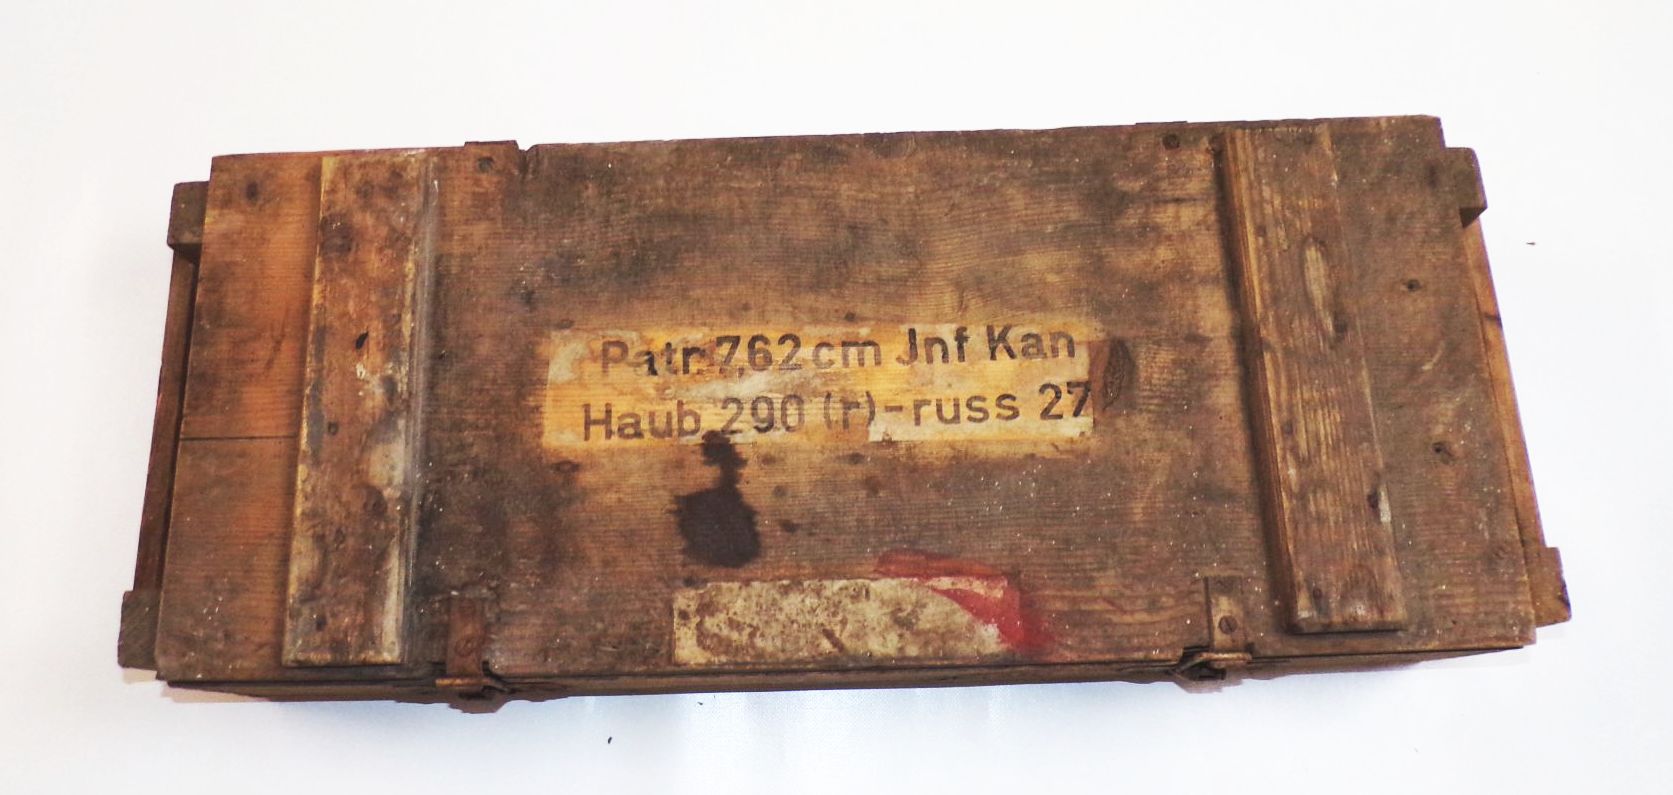 Patr. 7,62 cm Jnf Kan
Haub 290 (r)-russ 27